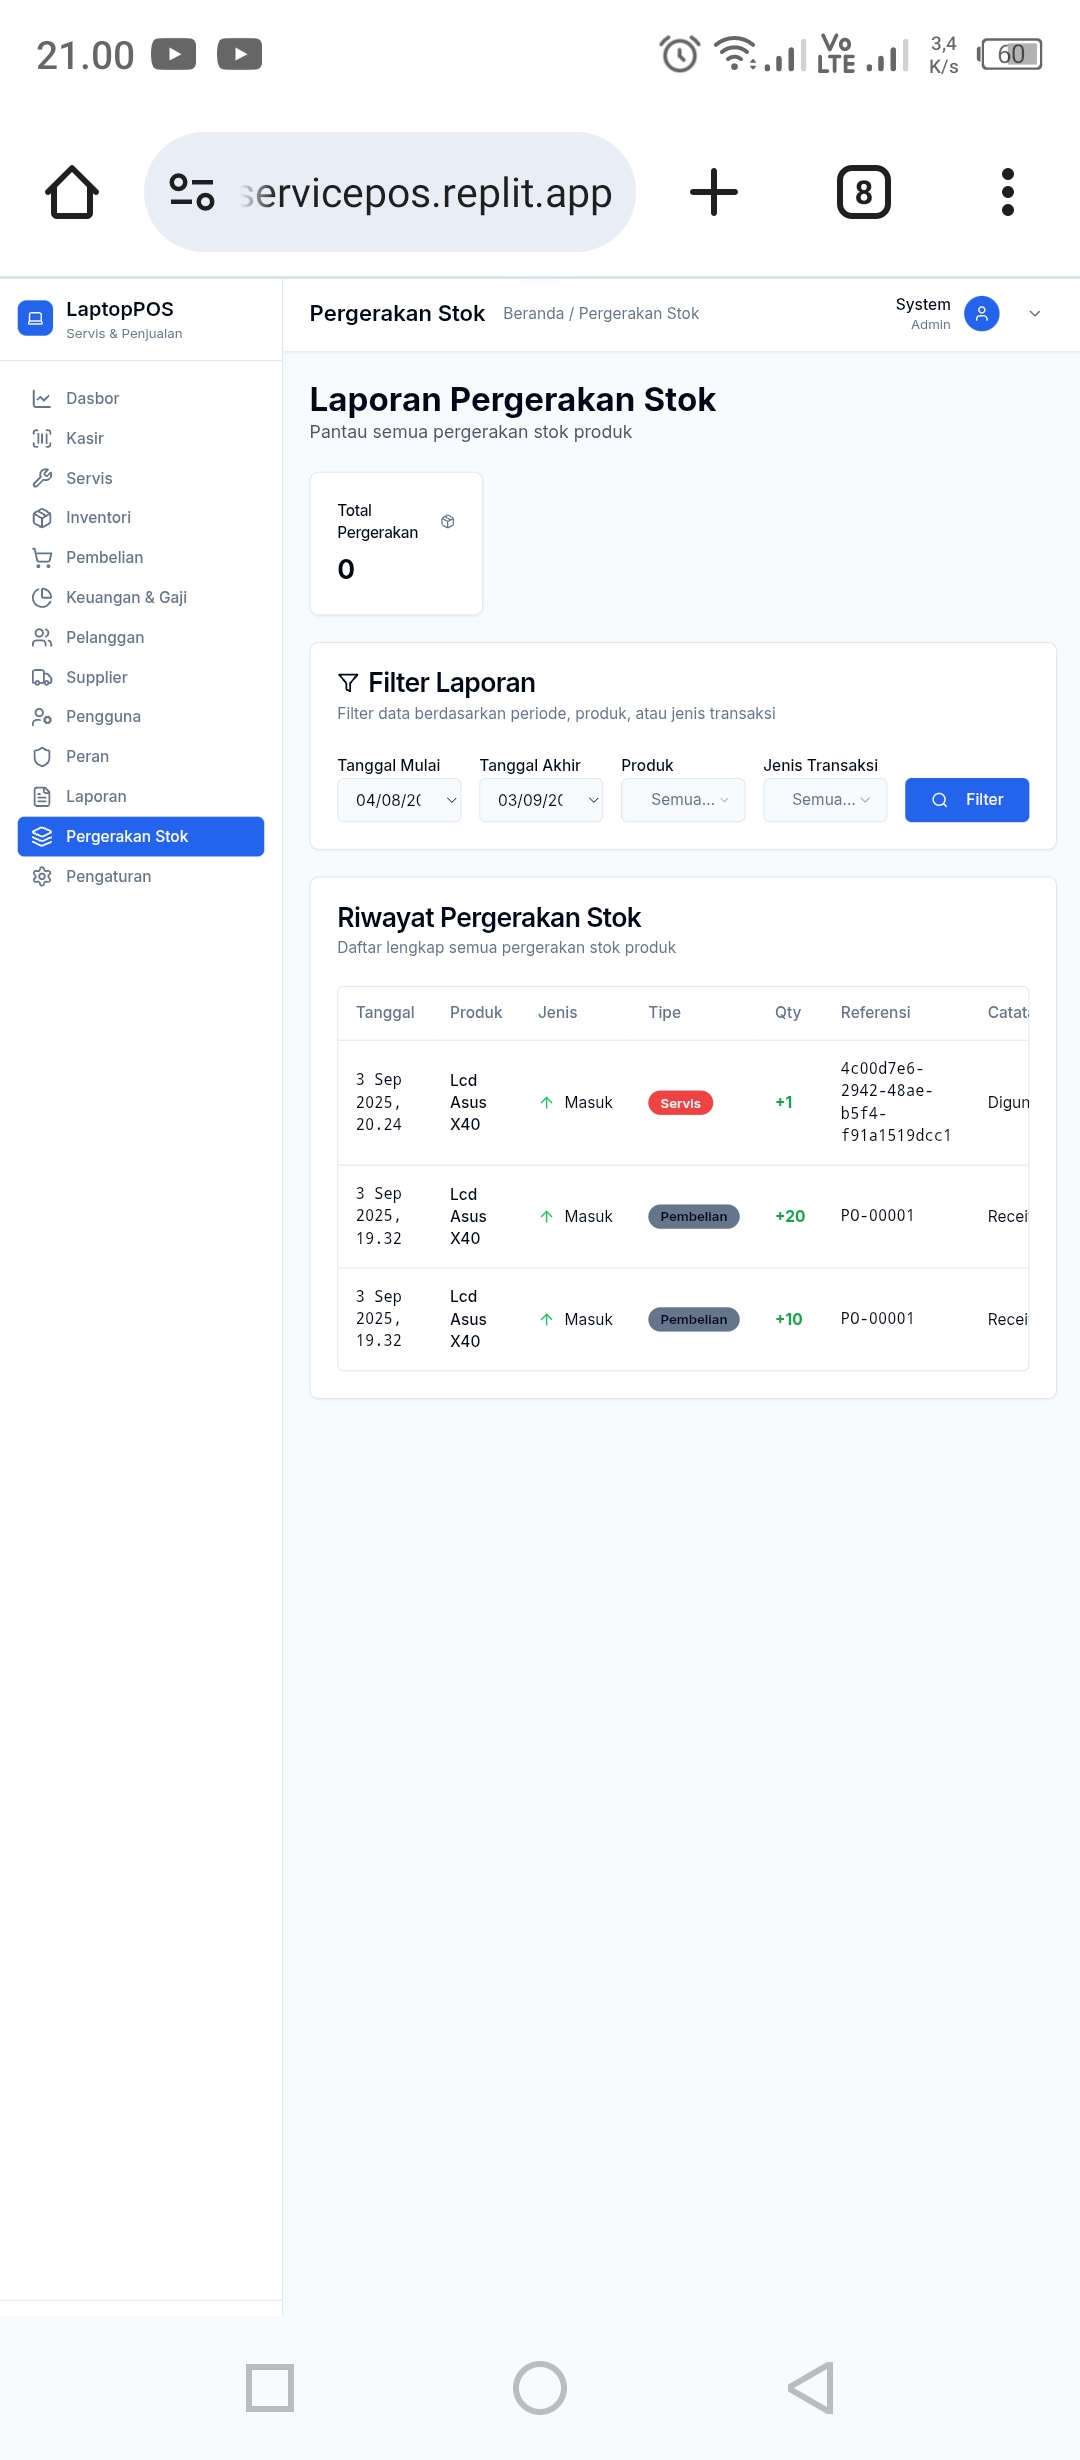 21.00
Vo LTE
3,4 K/s
60
servicepos.replit.app
8
LaptopPOS
Servis & Penjualan
Pergerakan Stok
Beranda / Pergerakan Stok
System
Admin
Dasbor
Kasir
Servis
Inventori
Pembelian
Keuangan & Gaji
Pelanggan
Supplier
Pengguna
Peran
Laporan
Pergerakan Stok
Pengaturan
Laporan Pergerakan Stok
Pantau semua pergerakan stok produk
Total
Pergerakan
0
Filter Laporan
Filter data berdasarkan periode, produk, atau jenis transaksi
Tanggal Mulai Tanggal Akhir Produk Jenis Transaksi
04/08/20 03/09/20 Semua... Semua... Filter
Riwayat Pergerakan Stok
Daftar lengkap semua pergerakan stok produk
Tanggal Produk Jenis Tipe Qty Referensi Catat
3 Sep 2025, 20.24 Lcd Asus X40 Masuk Servis +1 4c00d7e6-2942-48ae-b5f4-f91a1519dcc1 Digun
3 Sep 2025, 19.32 Lcd Asus X40 Masuk Pembelian +20 PO-00001 Recei
3 Sep 2025, 19.32 Lcd Asus X40 Masuk Pembelian +10 PO-00001 Recei